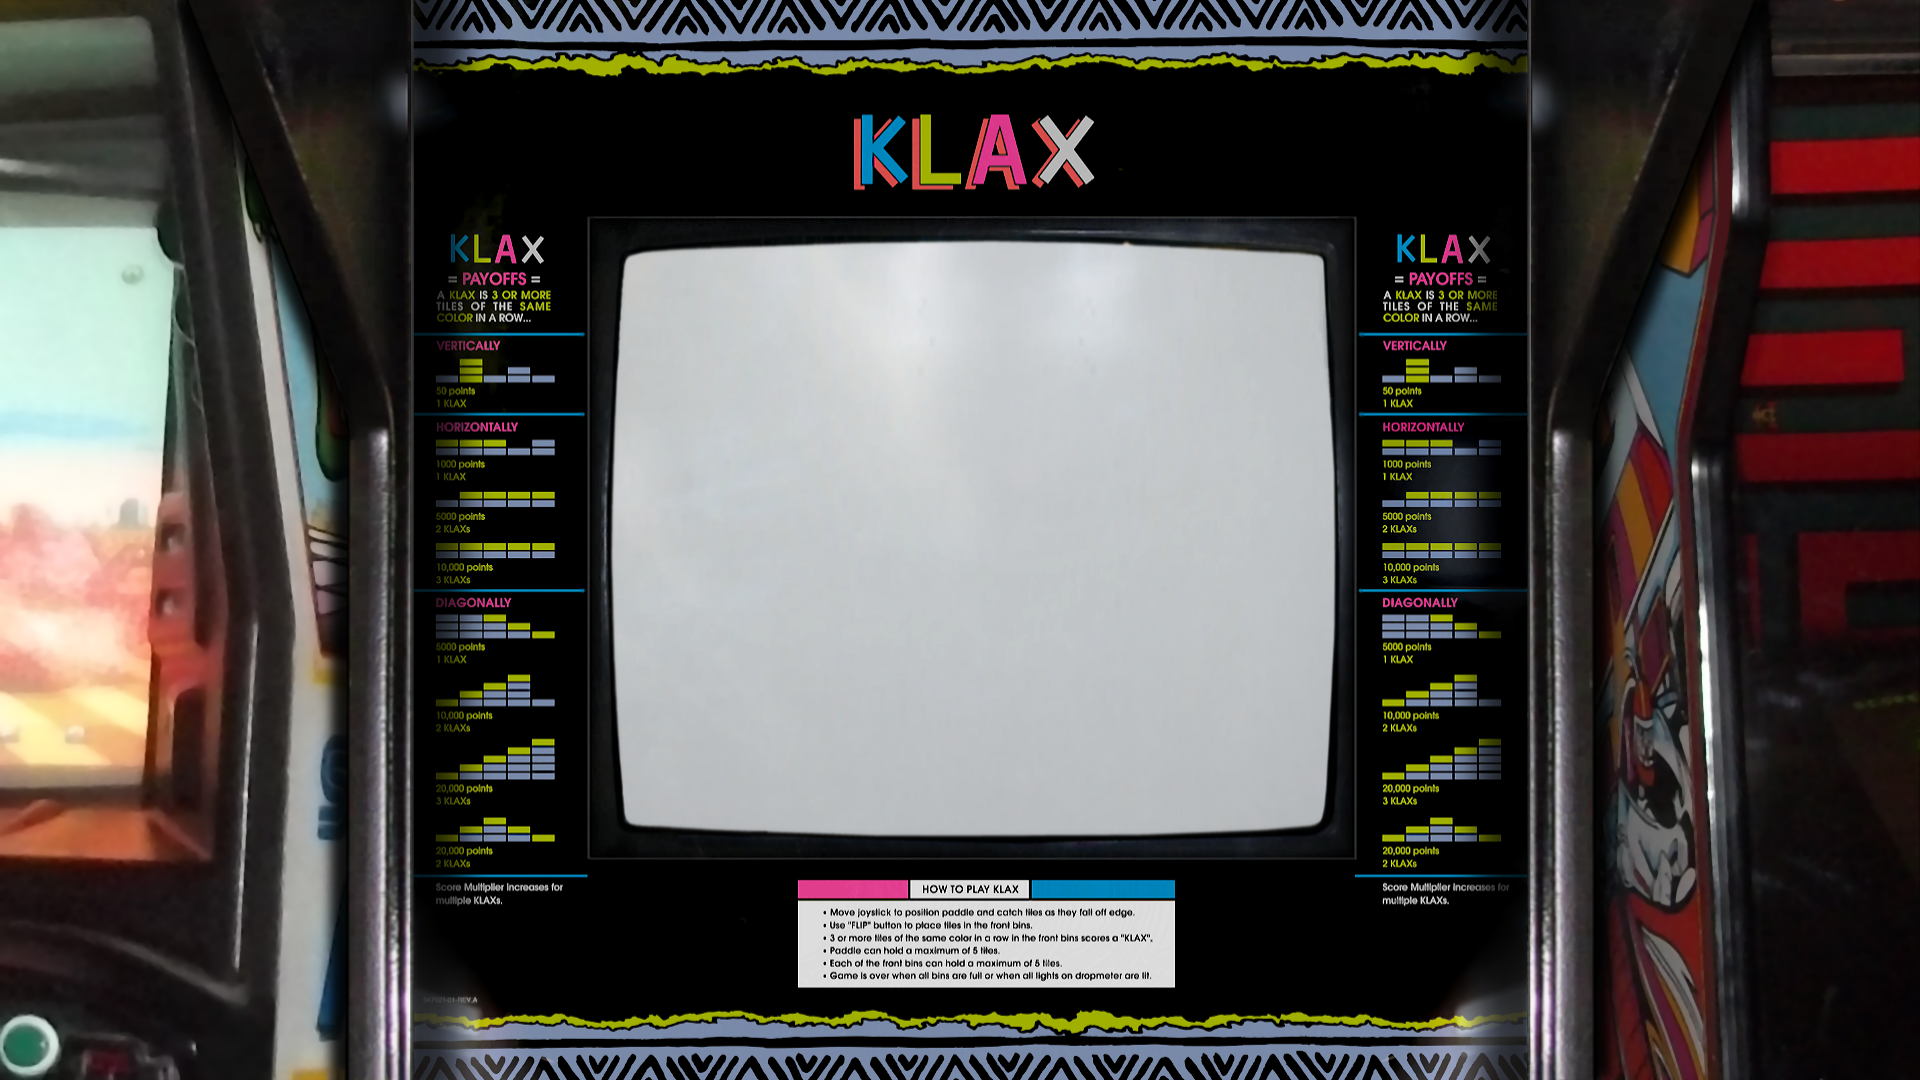 KLAX
KLAX
= PAYOFFS =
A KLAX IS 3 OR MORE
TILES OF THE SAME
COLOR IN A ROW...
VERTICALLY
50 points
1 KLAX
HORIZONTALLY
1000 points
1 KLAX
5000 points
2 KLAXs
10,000 points
3 KLAXs
DIAGONALLY
5000 points
1 KLAX
10,000 points
2 KLAXs
20,000 points
3 KLAXs
20,000 points
2 KLAXs
Score Multiplier increases for
multiple KLAXs.
KLAX
= PAYOFFS =
A KLAX IS 3 OR MORE
TILES OF THE SAME
COLOR IN A ROW...
VERTICALLY
50 points
1 KLAX
HORIZONTALLY
1000 points
1 KLAX
5000 points
2 KLAXs
10,000 points
3 KLAXs
DIAGONALLY
5000 points
1 KLAX
10,000 points
2 KLAXs
20,000 points
3 KLAXs
20,000 points
2 KLAXs
Score Multiplier increases for
multiple KLAXs.
HOW TO PLAY KLAX
• Move joystick to position paddle and catch tiles as they fall off edge.
• Use "FLIP" button to place tiles in the front bins.
• 3 or more tiles of the same color in a row in the front bins scores a "KLAX".
• Paddle can hold a maximum of 5 tiles.
• Each of the front bins can hold a maximum of 5 tiles.
• Game is over when all bins are full or when all lights on dropmeter are lit.